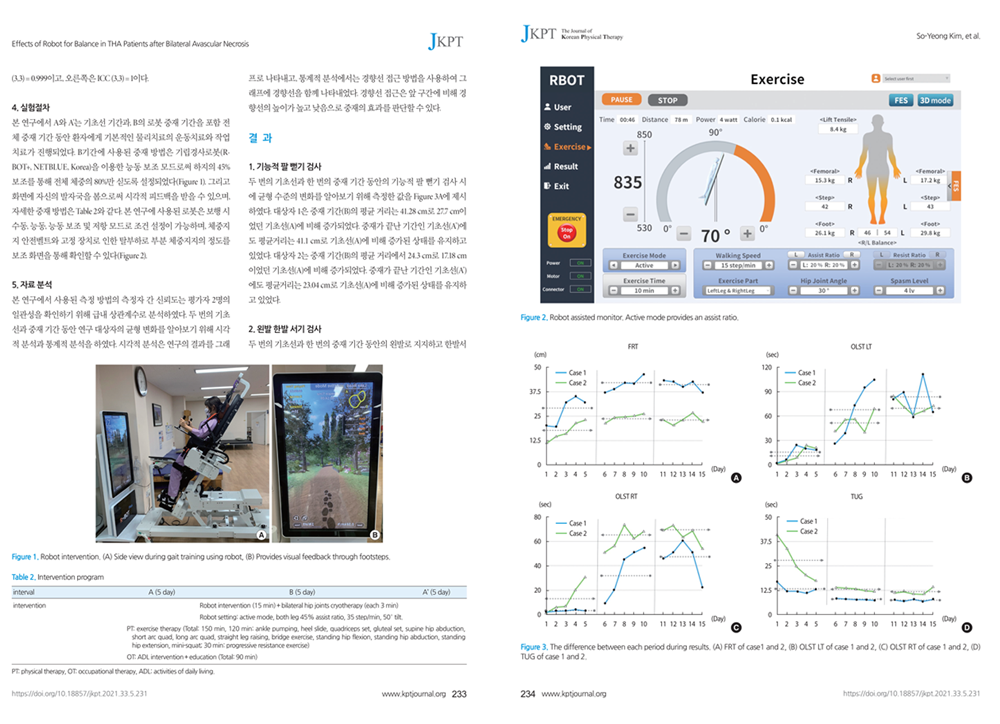 Effects of Robot for Balance in THA Patients after Bilateral Avascular Necrosis
JKPT
(3,3)=0.999이고, 오른쪽은 ICC (3,3)=1이다.
4. 실험절차
본 연구에서 A와 A'는 기초선 기간과, B의 로봇 중재 기간을 포함 전
체 중재 기간 동안 환자에게 기본적인 물리치료의 운동치료와 작업
치료가 진행되었다. B기간에 사용된 중재 방법은 기립경사로봇(R-
BOT+, NETBLUE, Korea)을 이용한 능동 보조 모드로써 하지의 45%
보조를 통해 전체 체중의 80%만 싣도록 설정되었다(Figure 1). 그리고
화면에 자신의 발자국을 봄으로써 시각적 피드백을 받을 수 있으며,
자세한 중재 방법은 Table 2와 같다. 본 연구에 사용된 로봇은 보행 시
수동, 능동, 능동 보조 및 저항 모드로 조건 설정이 가능하며, 체중지
지 안전벨트와 고정 장치로 인한 탈부하로 부분 체중지지의 정도를
보조 화면을 통해 확인할 수 있다(Figure 2).
5. 자료 분석
본 연구에서 사용된 측정 방법의 측정자 간 신뢰도는 평가자 2명의
일관성을 확인하기 위해 급내 상관계수로 분석하였다. 두 번의 기초
선과 중재 기간 동안 연구 대상자의 균형 변화를 알아보기 위해 시각
적 분석과 통계적 분석을 하였다. 시각적 분석은 연구의 결과를 그래
프로 나타내고, 통계적 분석에서는 경향선 접근 방법을 사용하여 그
래프에 경향선을 함께 나타내었다. 경향선 접근은 앞 구간에 비해 경
향선의 높이가 높고 낮음으로 중재의 효과를 판단할 수 있다.
결 과
1. 기능적 팔 뻗기 검사
두 번의 기초선과 한 번의 중재 기간 동안의 기능적 팔 뻗기 검사 시
에 균형 수준의 변화를 알아보기 위해 측정한 값을 Figure 3A에 제시
하였다. 대상자 1은 중재 기간(B)의 평균 거리는 41.28 cm로 27.7 cm이
었던 기초선(A)에 비해 증가되었다. 중재가 끝난 기간인 기초선(A')에
도 평균거리는 41.1 cm로 기초선(A)에 비해 증가된 상태를 유지하고
있었다. 대상자 2는 중재 기간(B)의 평균 거리에서 24.3 cm로, 17.18 cm
이었던 기초선(A)에 비해 증가되었다. 중재가 끝난 기간인 기초선(A')
에도 평균거리는 23.04 cm로 기초선(A)에 비해 증가된 상태를 유지하
고 있었다.
2. 왼발 한발 서기 검사
두 번의 기초선과 한 번의 중재 기간 동안의 왼발로 지지하고 한발서
A
B
Figure 1. Robot intervention. (A) Side view during gait training using robot, (B) Provides visual feedback through footsteps.
Table 2. Intervention program
interval A (5 day) B (5 day) A' (5 day)
intervention Robot intervention (15 min)+bilateral hip joints cryotherapy (each 3 min)
Robot setting: active mode, both leg 45% assist ratio, 35 step/min, 50˚ tilt.
PT: exercise therapy (Total: 150 min, 120 min: ankle pumping, heel slide, quadriceps set, gluteal set, supine hip abduction,
short arc quad, long arc quad, straight leg raising, bridge exercise, standing hip flexion, standing hip abduction, standing
hip extension, mini-squat; 30 min: progressive resistance exercise)
OT: ADL intervention+education (Total: 90 min)
PT: physical therapy, OT: occupational therapy, ADL: activities of daily living.
https://doi.org/10.18857/jkpt.2021.33.5.231
www.kptjournal.org 233
JKPT The Journal of
Korean Physical Therapy
So-Yeong Kim, et al.
RBOT
User
Setting
Exercise
Result
Exit
EMERGENCY
Stop
On
Power ON
Motor ON
Connector ON
Exercise
Select user first
PAUSE STOP
FES 3D mode
Time 00:46 Distance 78 m Power 4 watt Calorie 0.1 kcal
850
835
530
90°
0° 70° 0°
<Lift Tensile>
8.4 kg
<Femoral> <Femoral>
15.3 kg R L 17.2 kg
FES
<Step> <Step>
42 R L 43
<Foot> <Foot>
26.1 kg R 46 54 L 29.8 kg
<R/L Balance>
Exercise Mode
Active
Walking Speed
15 step/min
L Assist Ratio R
L: 20 % R: 20 %
L Resist Ratio R
L: 20 % R: 20 %
Exercise Time
10 min
Exercise Part
LeftLeg & RightLeg
Hip Joint Angle
30 °
Spasm Level
4 lv
Figure 2. Robot assisted monitor. Active mode provides an assist ratio.
FRT
(cm)
50
37.5
25
12.5
0
Case 1
Case 2
1 2 3 4 5 6 7 8 9 10 11 12 13 14 15 (Day)
A
OLST LT
(sec)
120
90
60
30
0
Case 1
Case 2
1 2 3 4 5 6 7 8 9 10 11 12 13 14 15 (Day)
B
OLST RT
(sec)
80
60
40
20
0
Case 1
Case 2
1 2 3 4 5 6 7 8 9 10 11 12 13 14 15 (Day)
C
TUG
(sec)
50
37.5
25
12.5
0
Case 1
Case 2
1 2 3 4 5 6 7 8 9 10 11 12 13 14 15 (Day)
D
Figure 3. The difference between each period during results. (A) FRT of case1 and 2, (B) OLST LT of case 1 and 2, (C) OLST RT of case 1 and 2, (D)
TUG of case 1 and 2.
234 www.kptjournal.org
https://doi.org/10.18857/jkpt.2021.33.5.231